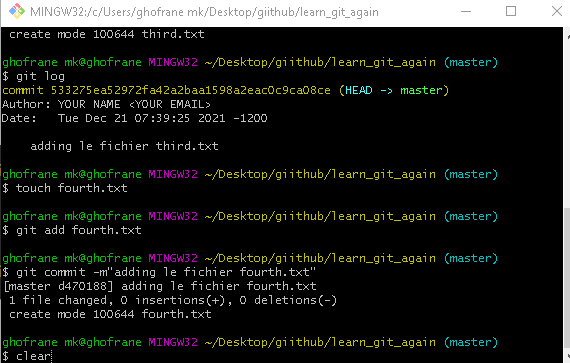 MINGW32:/c/Users/ghofrane mk/Desktop/giithub/learn_git_again
create mode 100644 third.txt
ghofrane mk@ghofrane MINGW32 ~/Desktop/giithub/learn_git_again (master)
$ git log
commit 533275ea52972fa42a2baa1598a2eac0c9ca08ce (HEAD -> master)
Author: YOUR NAME <YOUR EMAIL>
Date:   Tue Dec 21 07:39:25 2021 -1200
adding le fichier third.txt
ghofrane mk@ghofrane MINGW32 ~/Desktop/giithub/learn_git_again (master)
$ touch fourth.txt
ghofrane mk@ghofrane MINGW32 ~/Desktop/giithub/learn_git_again (master)
$ git add fourth.txt
ghofrane mk@ghofrane MINGW32 ~/Desktop/giithub/learn_git_again (master)
$ git commit -m"adding le fichier fourth.txt"
[master d470188] adding le fichier fourth.txt
1 file changed, 0 insertions(+), 0 deletions(-)
create mode 100644 fourth.txt
ghofrane mk@ghofrane MINGW32 ~/Desktop/giithub/learn_git_again (master)
$ clear